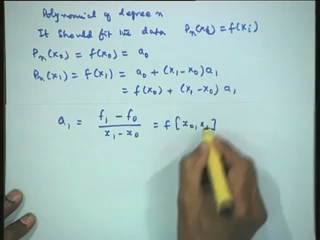 Polynomial of degree n
It should fit the data Pn(xi) = f(xi)
Pn(x0) = f(x0) = a0
Pn(x1) = f(x1) = a0 + (x1 - x0) a1
= f(x0) + (x1 - x0) a1
a1 = f1 - f0 / x1 - x0 = f[x0, x1]